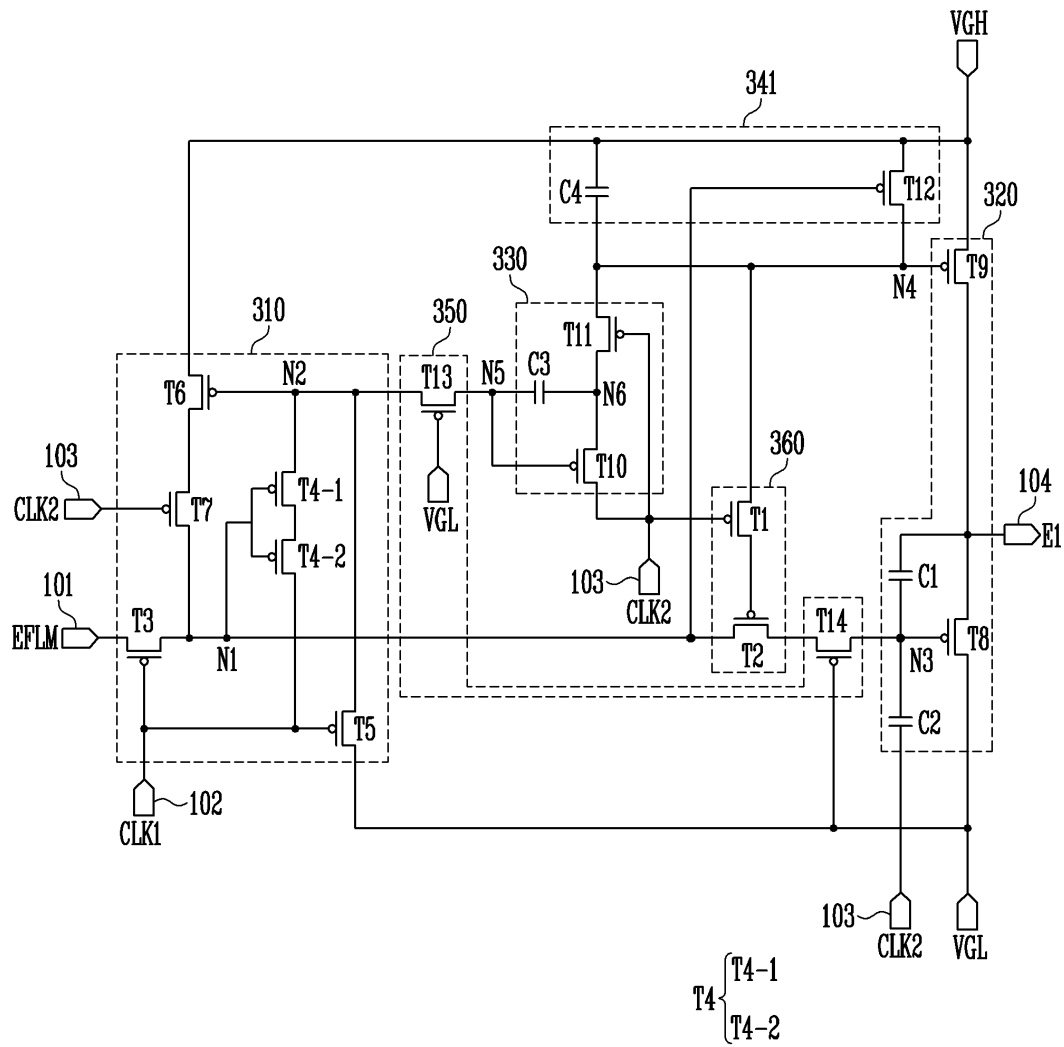 VGH
341
C4
T12
320
330
T9
N4
310
350
T11
C3
T13
N5
N2
T6
N6
360
T10
103
T4-1
CLK2
T7
T1
VGL
104
T4-2
E1
103
C1
101
CLK2
T3
T14
EFLM
T8
N1
T2
N3
T5
C2
102
CLK1
103
CLK2
VGL
T4-1
T4
T4-2